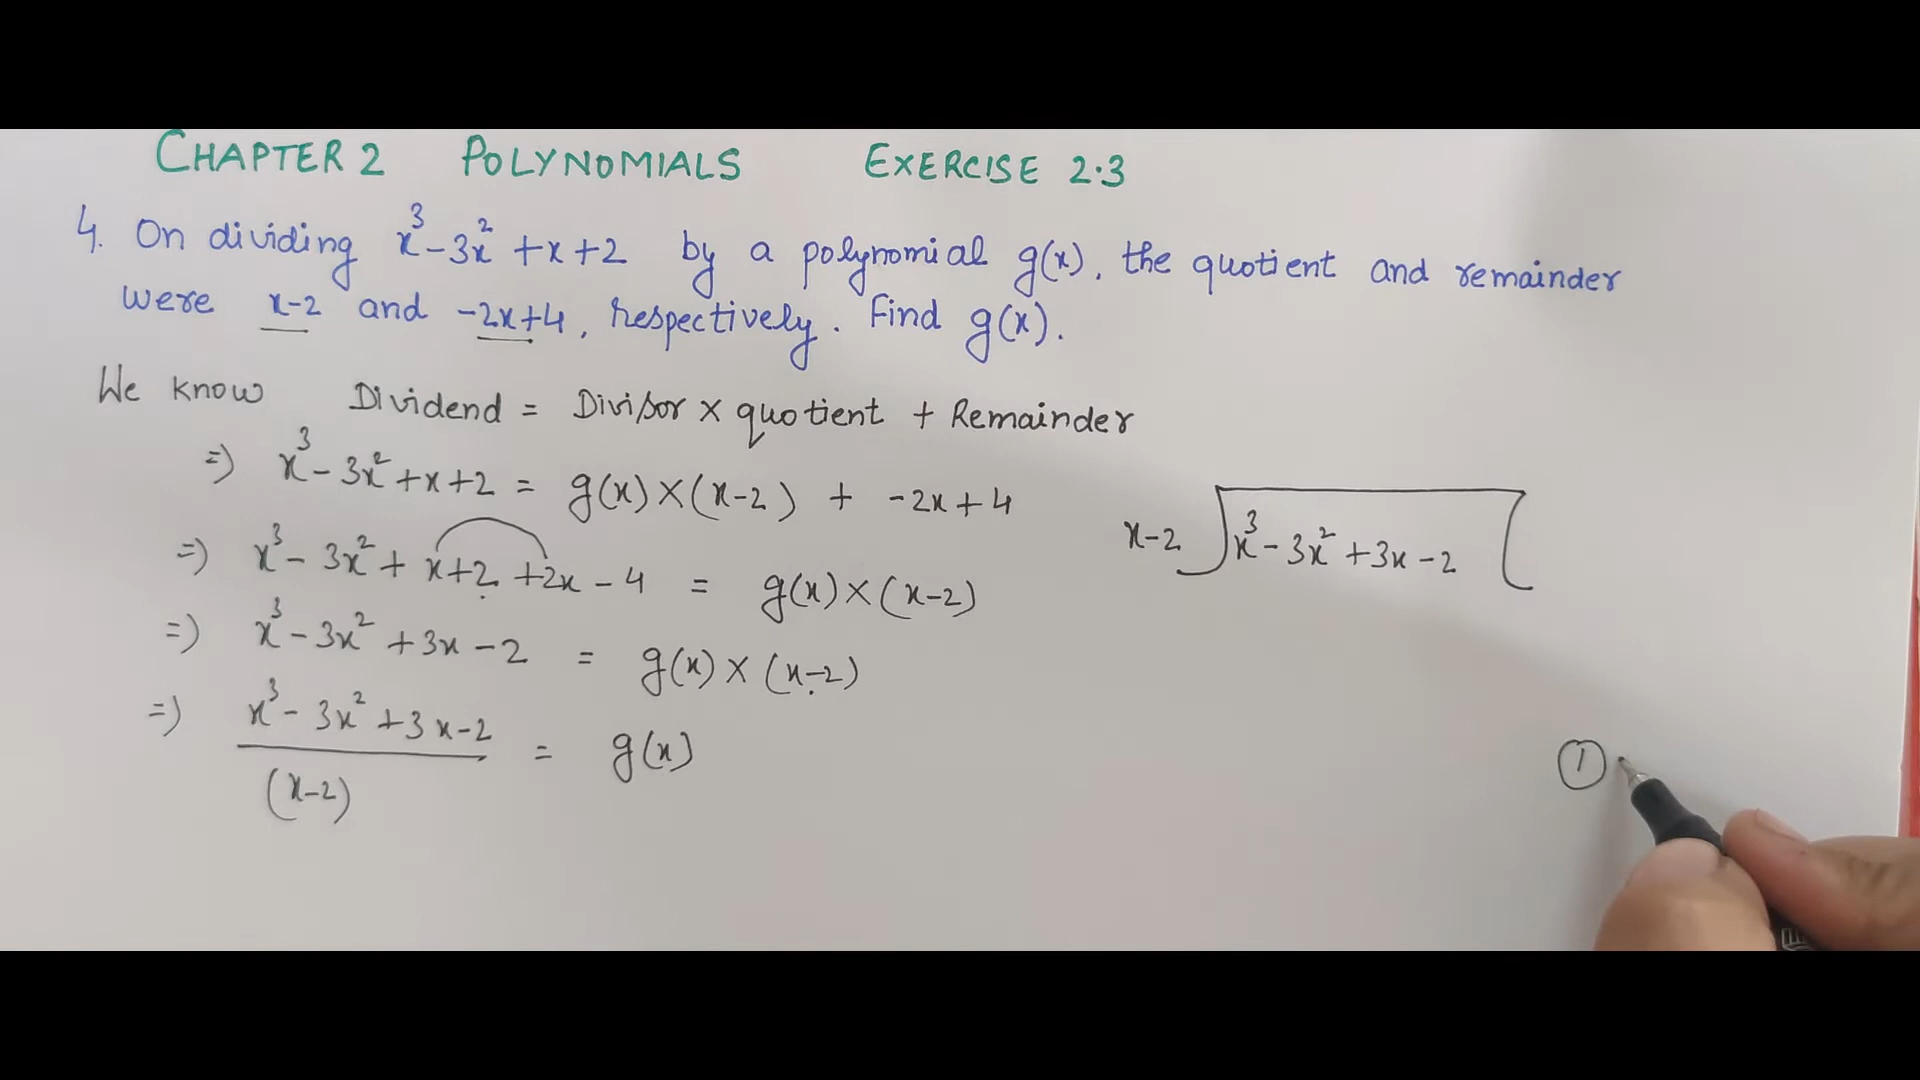 CHAPTER 2 POLYNOMIALS EXERCISE 2.3
4. On dividing x³-3x²+x+2 by a polynomial g(x), the quotient and remainder
were x-2 and -2x+4, respectively. Find g(x).
We know Dividend = Divisor × quotient + Remainder
=) x³-3x²+x+2 = g(x)×(x-2) + -2x+4
=) x³-3x²+x+2+2x-4 = g(x)×(x-2)
=) x³-3x²+3x-2 = g(x)×(x-2)
=) x³-3x²+3x-2 = g(x)
(x-2)
x-2 x³-3x²+3x-2
1